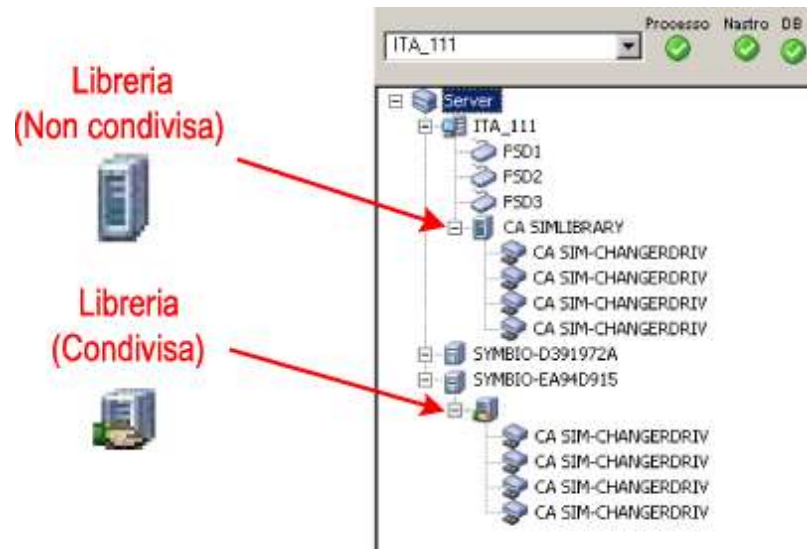 Libreria
(Non condivisa)
Libreria
(Condivisa)
Processo Nastro DB
ITA_111
Server
ITA_111
FSD1
FSD2
FSD3
CA SIMLIBRARY
CA SIM-CHANGERDRIV
CA SIM-CHANGERDRIV
CA SIM-CHANGERDRIV
CA SIM-CHANGERDRIV
SYMBIO-D391972A
SYMBIO-EA94D915
CA SIM-CHANGERDRIV
CA SIM-CHANGERDRIV
CA SIM-CHANGERDRIV
CA SIM-CHANGERDRIV